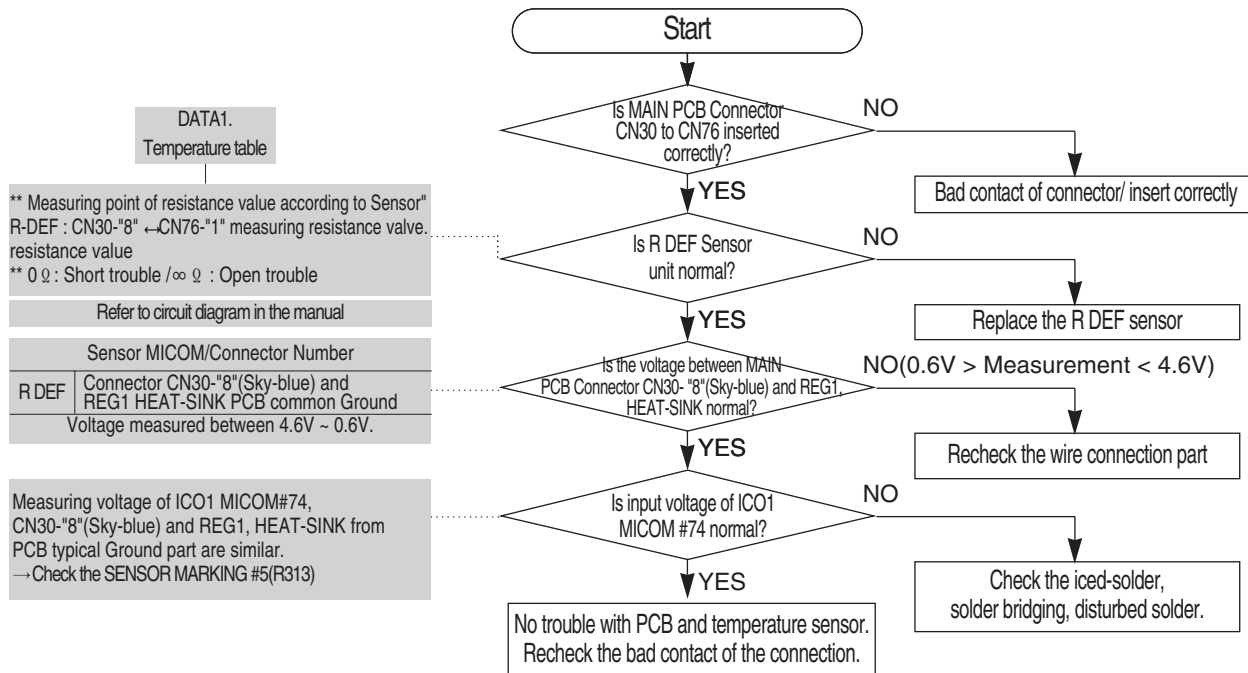 Start
Is MAIN PCB Connector
CN30 to CN76 inserted
correctly?
NO
Bad contact of connector/ insert correctly
YES
DATA1.
Temperature table
** Measuring point of resistance value according to Sensor"
R-DEF : CN30-"8" ↔CN76-"1" measuring resistance valve.
resistance value
** 0 Ω : Short trouble /∞ Ω : Open trouble
Refer to circuit diagram in the manual
Is R DEF Sensor
unit normal?
NO
Replace the R DEF sensor
YES
Sensor MICOM/Connector Number
R DEF
Connector CN30-"8"(Sky-blue) and
REG1 HEAT-SINK PCB common Ground
Voltage measured between 4.6V ~ 0.6V.
Is the voltage between MAIN
PCB Connector CN30- "8"(Sky-blue) and REG1,
HEAT-SINK normal?
NO(0.6V > Measurement < 4.6V)
Recheck the wire connection part
YES
Measuring voltage of ICO1 MICOM#74,
CN30-"8"(Sky-blue) and REG1, HEAT-SINK from
PCB typical Ground part are similar.
→Check the SENSOR MARKING #5(R313)
Is input voltage of ICO1
MICOM #74 normal?
NO
Check the iced-solder,
solder bridging, disturbed solder.
YES
No trouble with PCB and temperature sensor.
Recheck the bad contact of the connection.